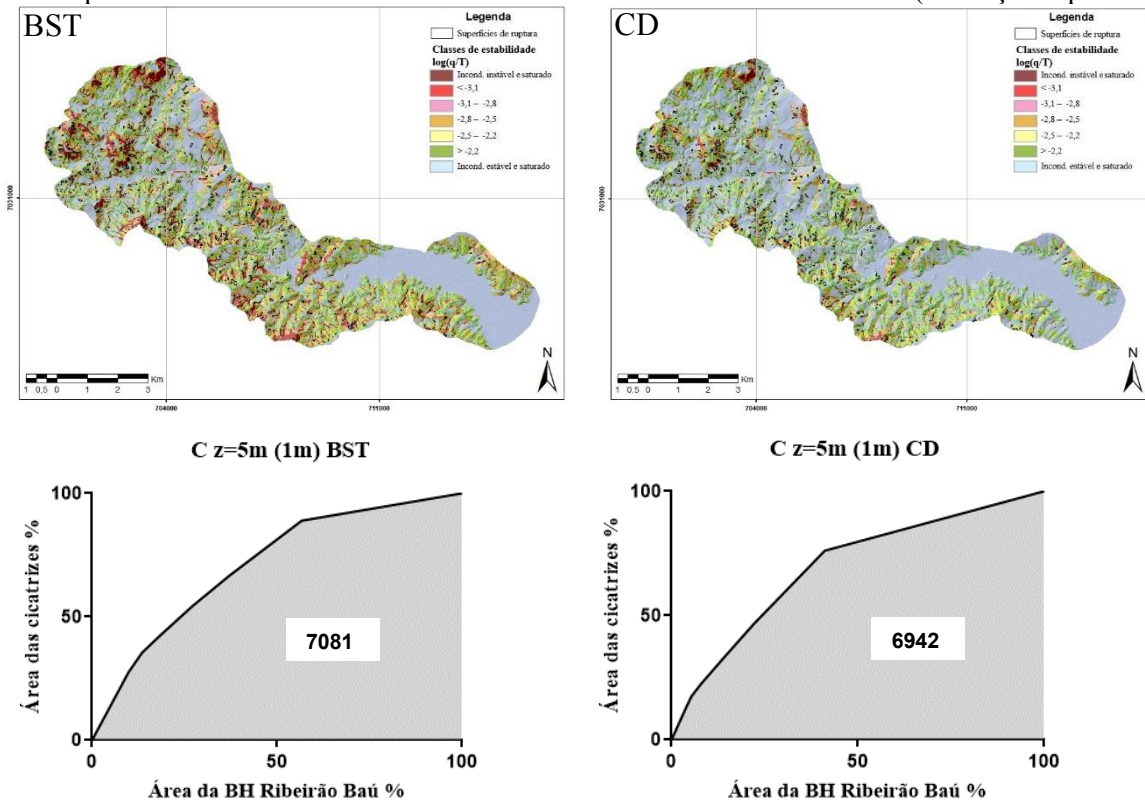 BST
Legenda
Superfícies de ruptura
Classes de estabilidade
log(q/T)
Incond. instável e saturado
< -3,1
-3,1 – -2,8
-2,8 – -2,5
-2,5 – -2,2
> -2,2
Incond. estável e saturado
7031000
N
1 0,5 0 1 2 3 Km
704000 711000
CD
Legenda
Superfícies de ruptura
Classes de estabilidade
log(q/T)
Incond. instável e saturado
< -3,1
-3,1 – -2,8
-2,8 – -2,5
-2,5 – -2,2
> -2,2
Incond. estável e saturado
7031000
N
1 0,5 0 1 2 3 Km
704000 711000
C z=5m (1m) BST
Área das cicatrizes %
100
50
0
7081
0 50 100
Área da BH Ribeirão Baú %
C z=5m (1m) CD
Área das cicatrizes %
100
50
0
6942
0 50 100
Área da BH Ribeirão Baú %